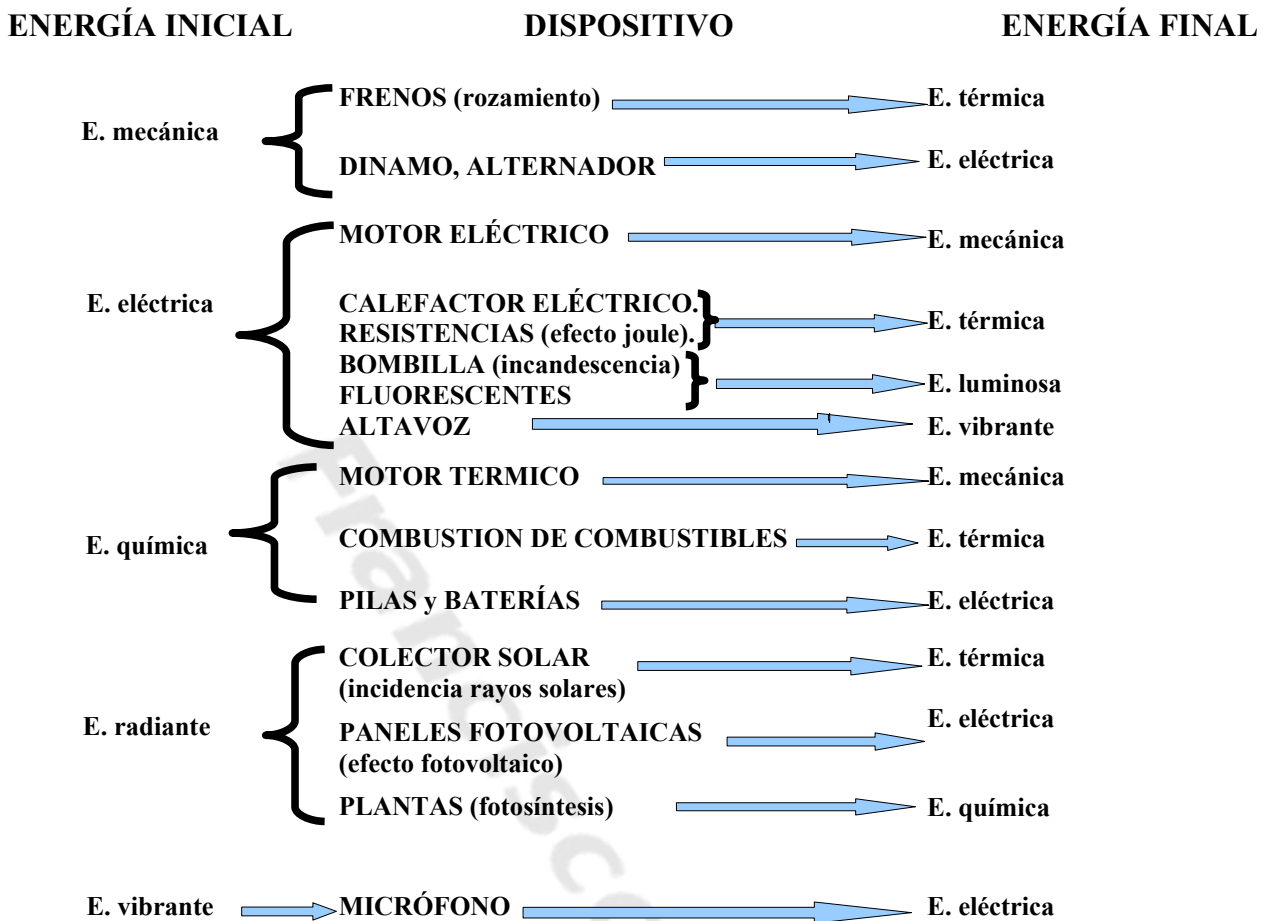 ENERGÍA INICIAL DISPOSITIVO ENERGÍA FINAL
FRENOS (rozamiento) E. térmica
E. mecánica
DINAMO, ALTERNADOR E. eléctrica
MOTOR ELÉCTRICO E. mecánica
E. eléctrica
CALEFACTOR ELÉCTRICO.
RESISTENCIAS (efecto joule). E. térmica
BOMBILLA (incandescencia)
FLUORESCENTES E. luminosa
ALTAVOZ E. vibrante
MOTOR TERMICO E. mecánica
E. química
COMBUSTION DE COMBUSTIBLES E. térmica
PILAS y BATERÍAS E. eléctrica
COLECTOR SOLAR E. térmica
(incidencia rayos solares)
E. radiante
PANELES FOTOVOLTAICAS E. eléctrica
(efecto fotovoltaico)
PLANTAS (fotosíntesis) E. química
E. vibrante MICRÓFONO E. eléctrica
Francisco